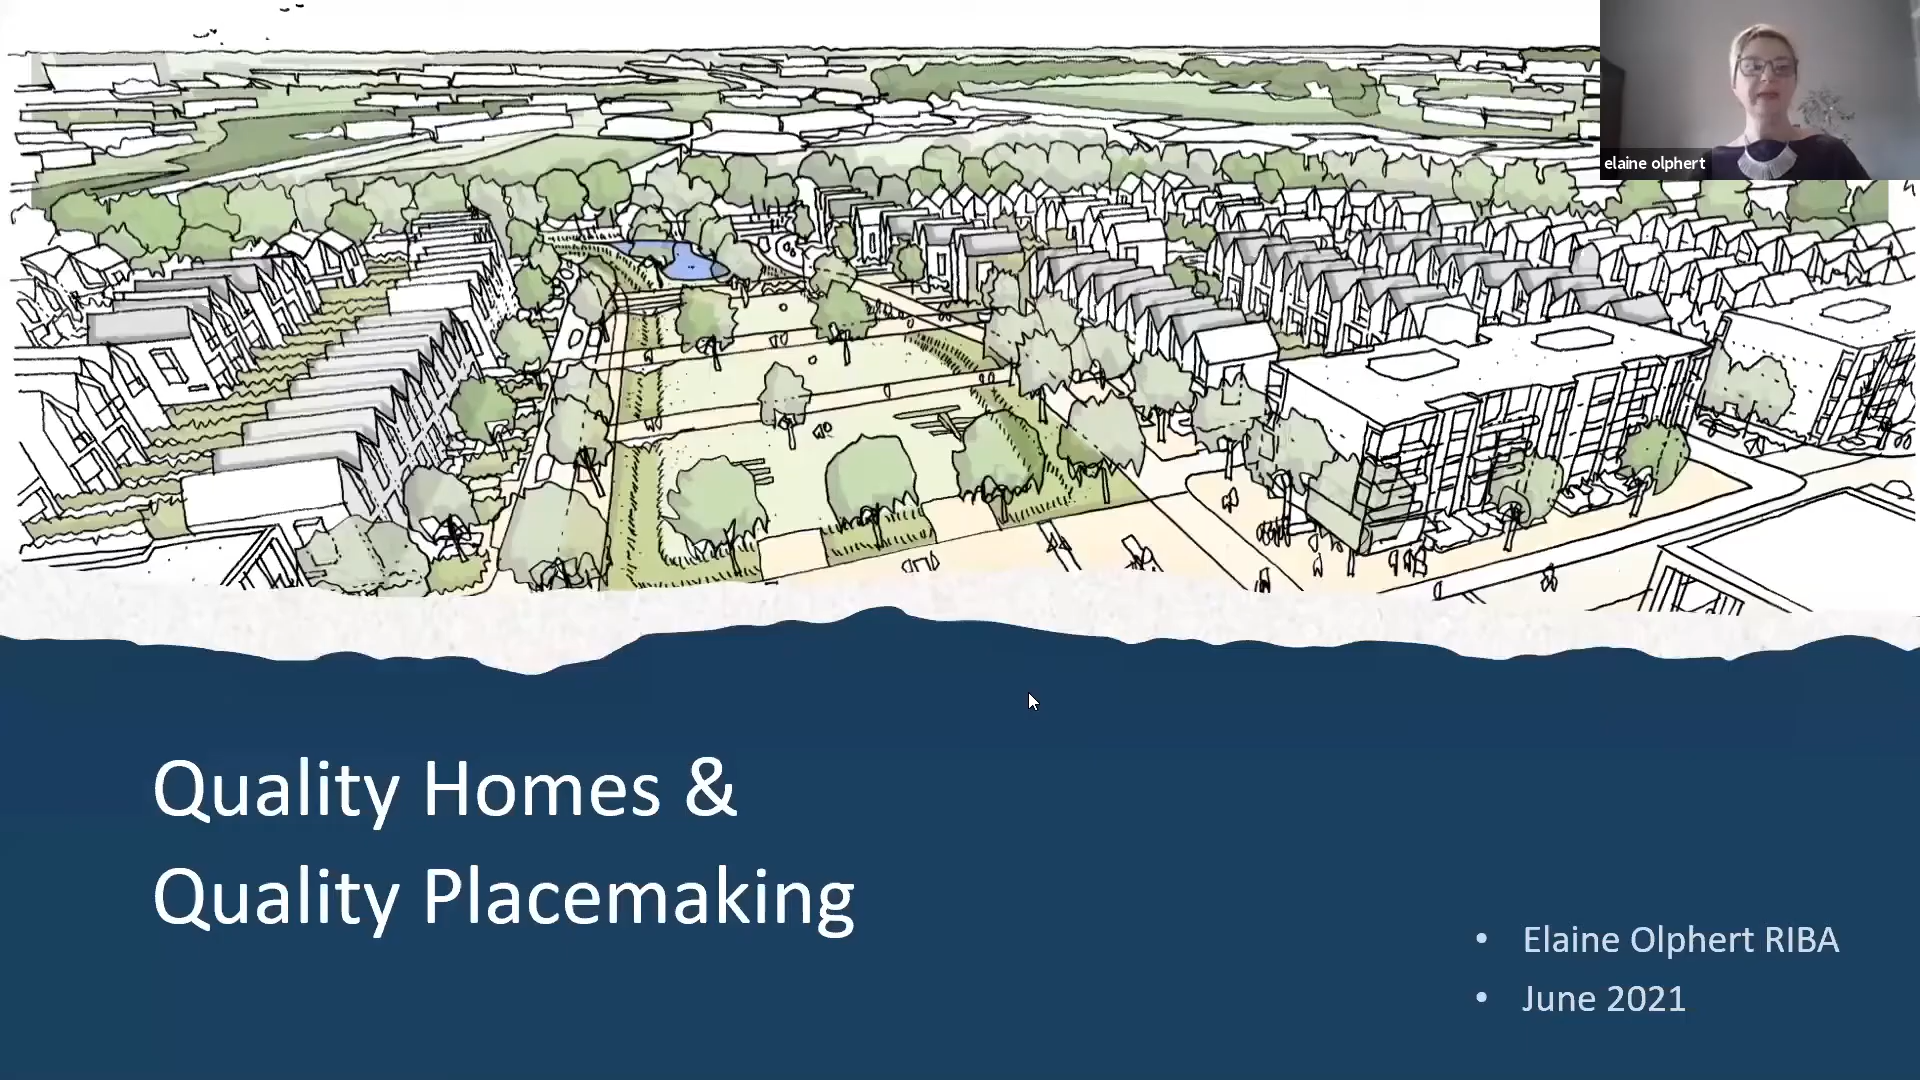 elaine olphert
Quality Homes &
Quality Placemaking
• Elaine Olphert RIBA
• June 2021